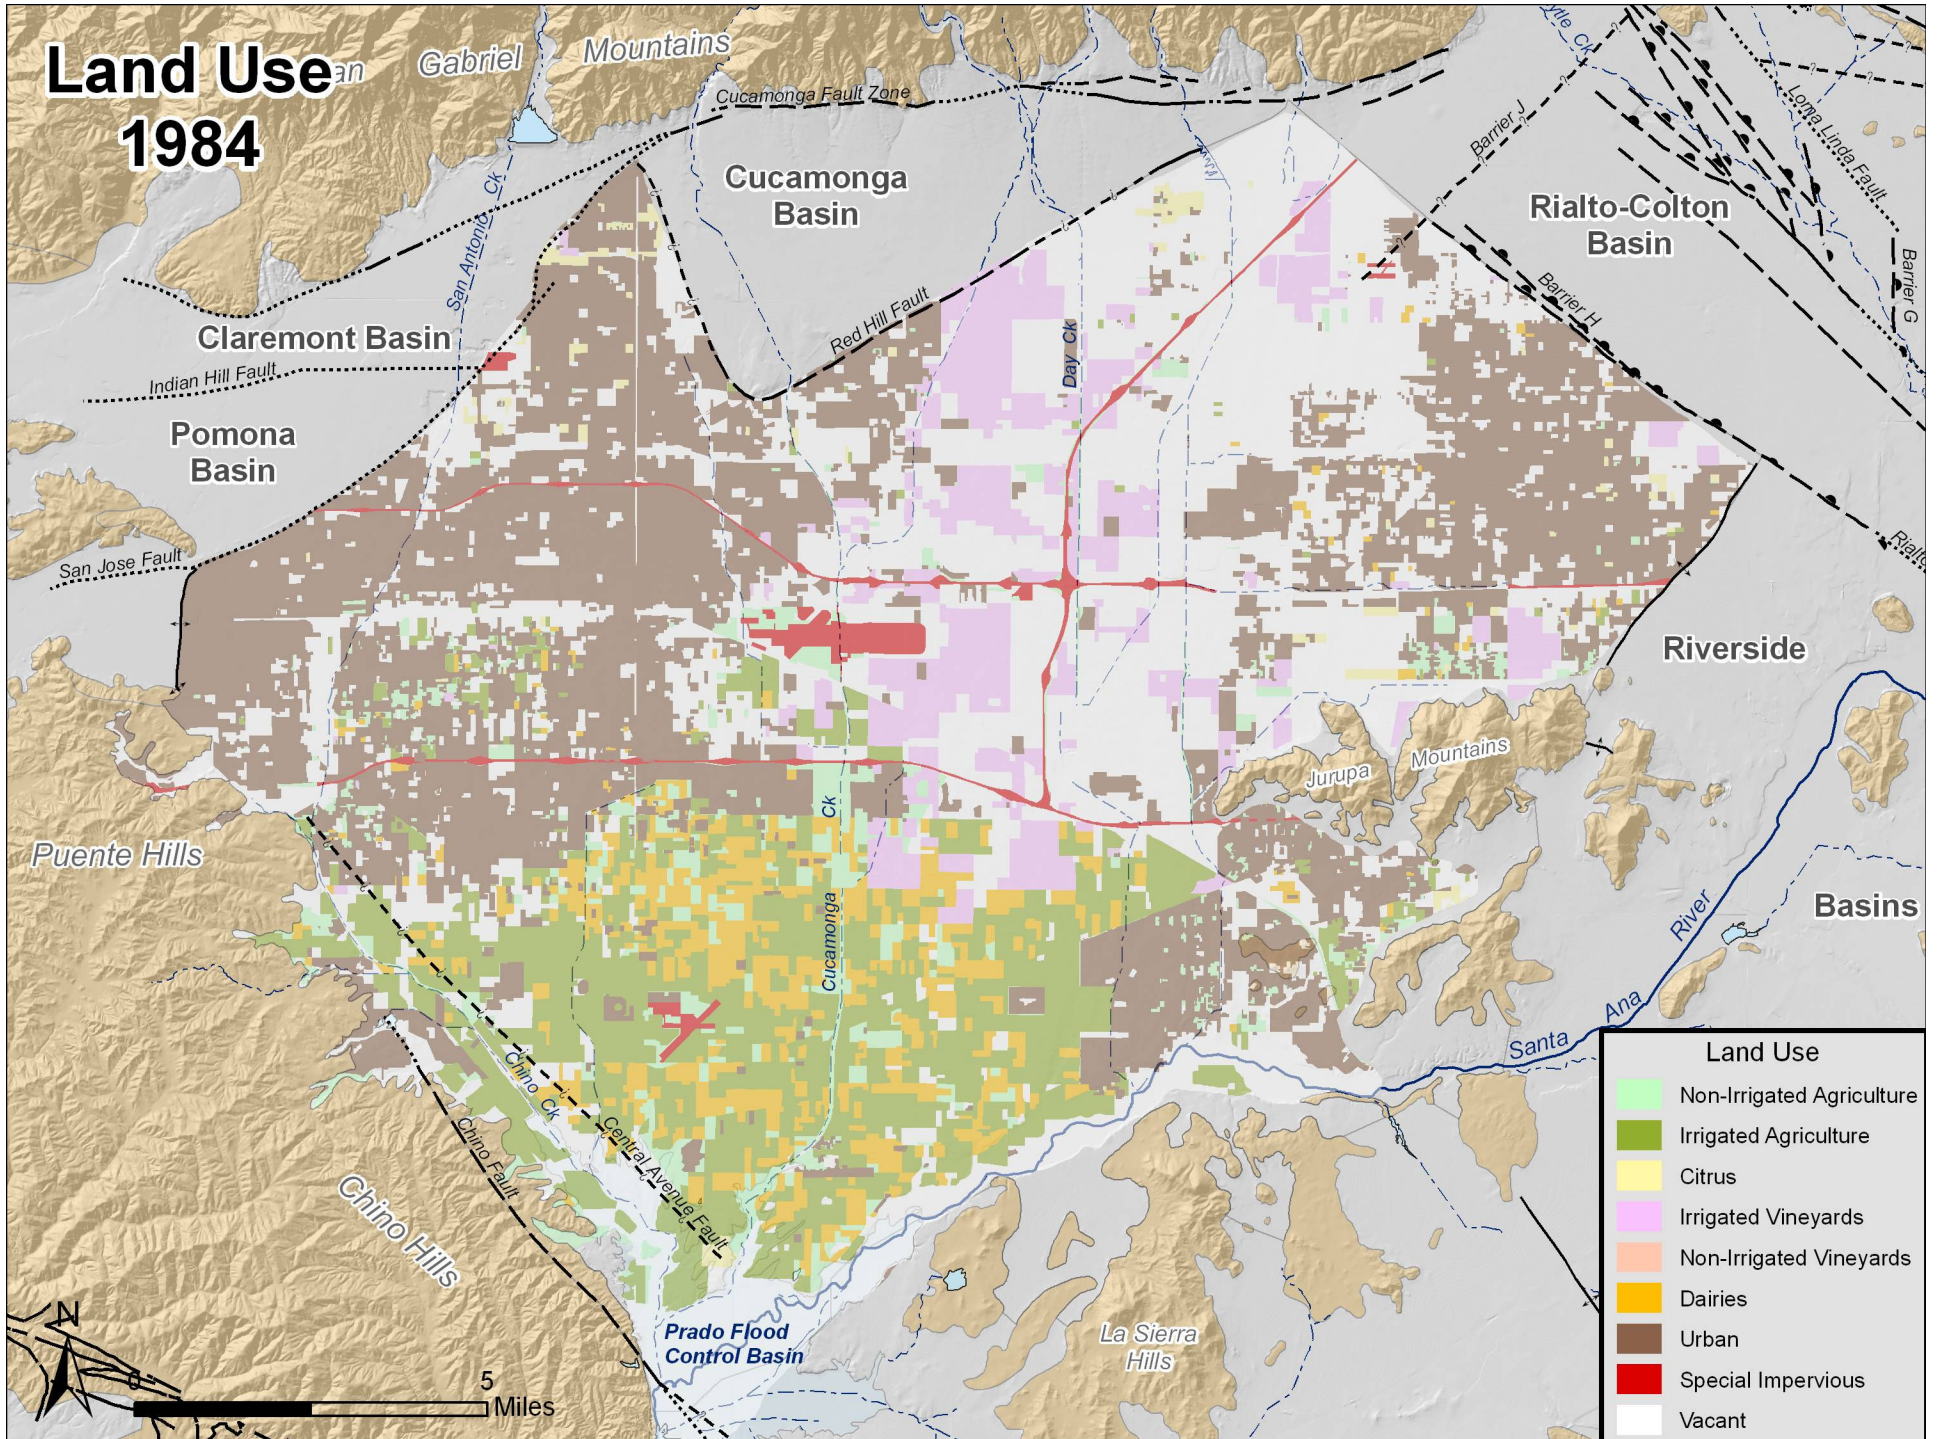 Land Use
1984
an
Gabriel
Mountains
Cucamonga Fault Zone
Cucamonga
Basin
San Antonio Ck
Claremont Basin
Indian Hill Fault
Pomona
Basin
San Jose Fault
Red Hill Fault
Day Ck
Barrier J
Rialto-Colton
Basin
Loma Linda Fault
Barrier G
Barrier H
Riverside
Basins
Jurupa
Mountains
Puente Hills
Cucamonga
Ck
Chino Ck
Chino Fault
Central Avenue Fault
Chino Hills
Santa
Ana
River
La Sierra
Hills
Prado Flood
Control Basin
N
0
5
Miles
Land Use
Non-Irrigated Agriculture
Irrigated Agriculture
Citrus
Irrigated Vineyards
Non-Irrigated Vineyards
Dairies
Urban
Special Impervious
Vacant